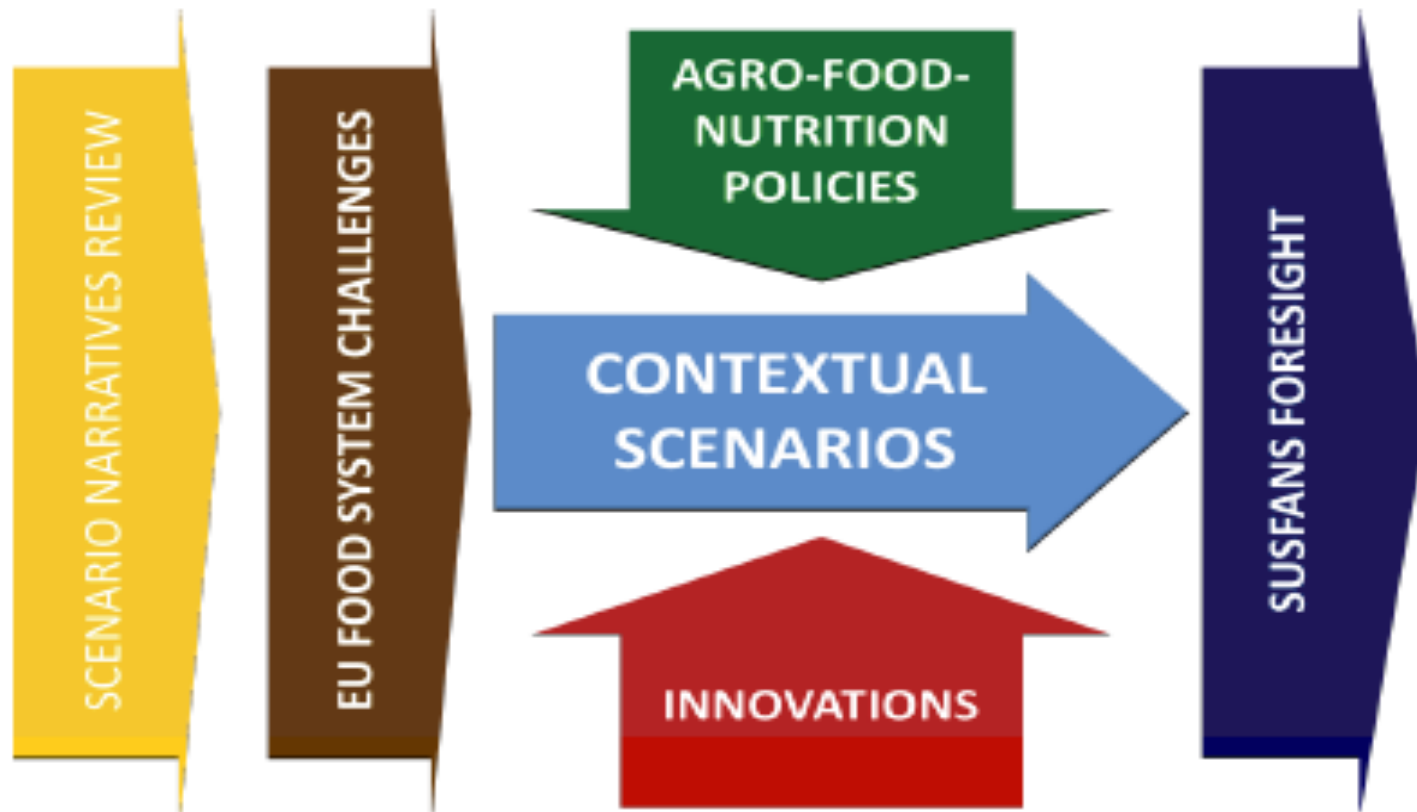 SCENARIO NARRATIVES REVIEW
EU FOOD SYSTEM CHALLENGES
AGRO-FOOD-
NUTRITION
POLICIES
CONTEXTUAL
SCENARIOS
INNOVATIONS
SUSFANS FORESIGHT